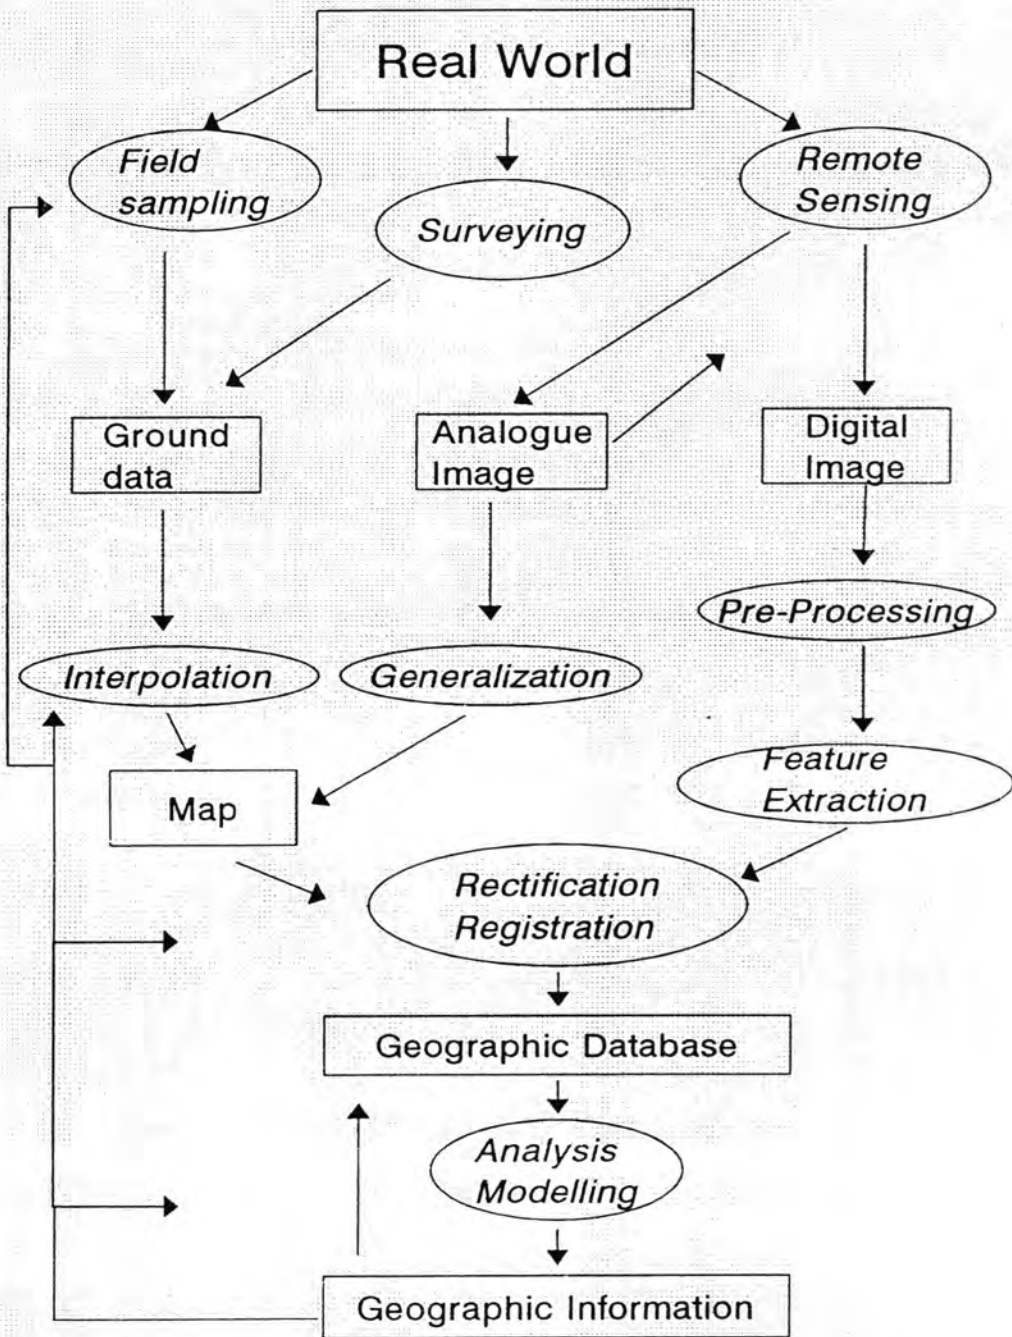 Real World
Field
sampling
Surveying
Remote
Sensing
Ground
data
Analogue
Image
Digital
Image
Pre-Processing
Interpolation
Generalization
Feature
Extraction
Map
Rectification
Registration
Geographic Database
Analysis
Modelling
Geographic Information